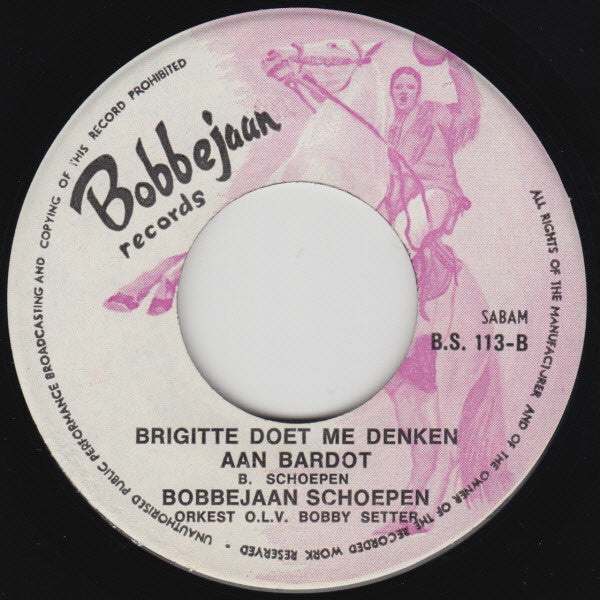 Bobbejaan
records
SABAM
B.S. 113-B
BRIGITTE DOET ME DENKEN
AAN BARDOT
B. SCHOEPEN
BOBBEJAAN SCHOEPEN
ORKEST O.L.V. BOBBY SETTER
ALL RIGHTS OF THE MANUFACTURER AND OF THE OWNER OF THE RECORDED WORK RESERVED • UNAUTHORISED PUBLIC PERFORMANCE BROADCASTING AND COPYING OF THIS RECORD PROHIBITED